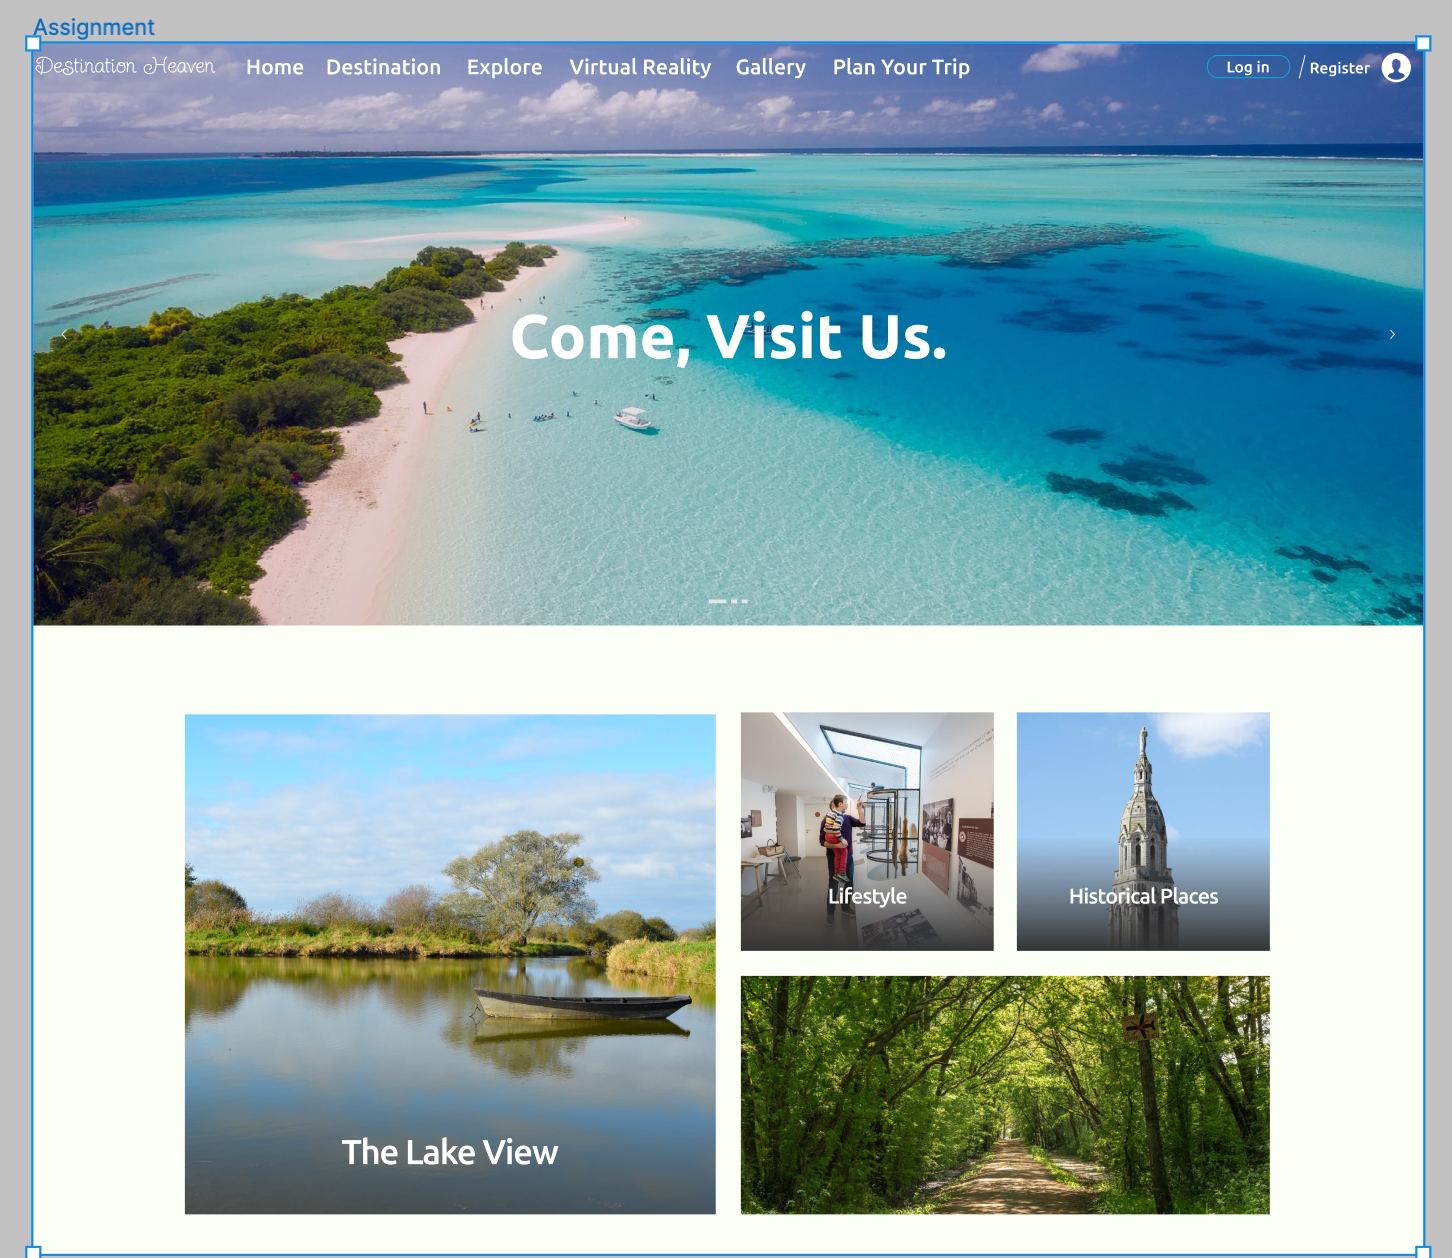 Assignment
Destination Heaven
Home Destination Explore Virtual Reality Gallery Plan Your Trip
Log in / Register
Come, Visit Us.
Lifestyle
Historical Places
The Lake View